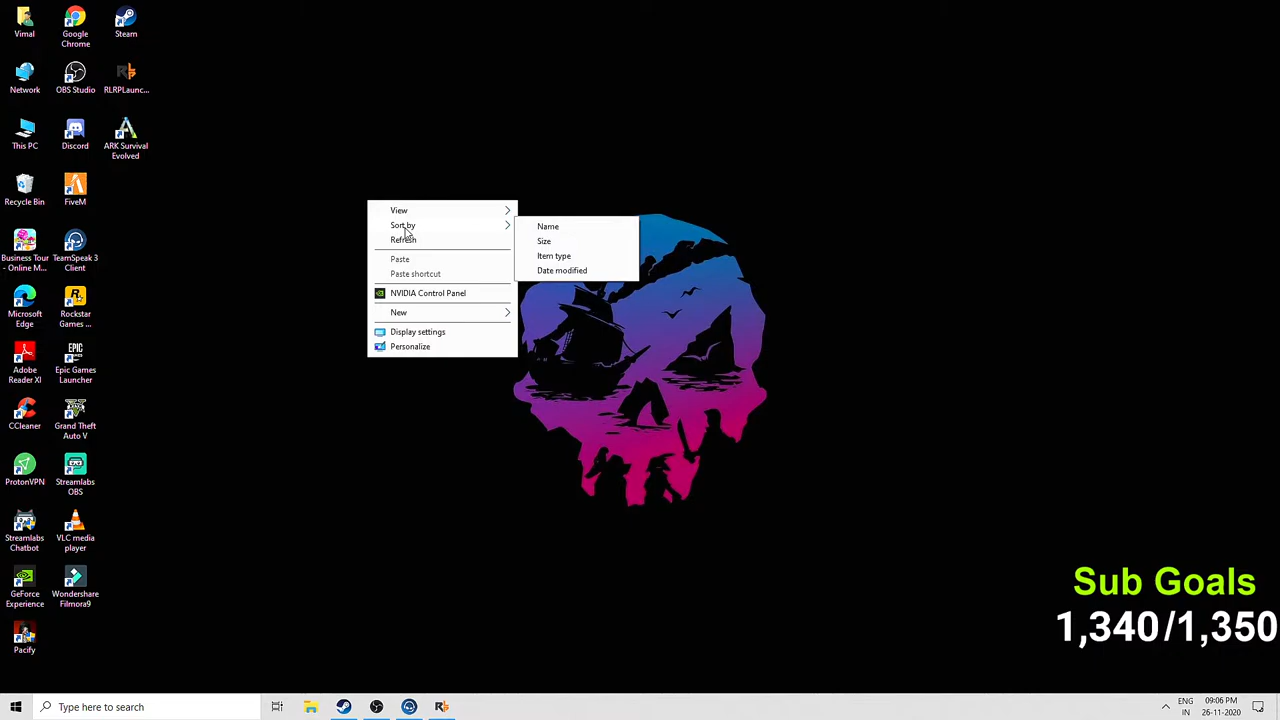 Vimal
Google
Chrome
Steam
Network
OBS Studio
RLRPLaunc...
This PC
Discord
ARK Survival
Evolved
Recycle Bin
FiveM
Business Tour
- Online M...
TeamSpeak 3
Client
Microsoft
Edge
Rockstar
Games ...
Adobe
Reader XI
Epic Games
Launcher
CCleaner
Grand Theft
Auto V
ProtonVPN
Streamlabs
OBS
Streamlabs
Chatbot
VLC media
player
GeForce
Experience
Wondershare
Filmora9
Pacify
View
Sort by
Refresh
Paste
Paste shortcut
NVIDIA Control Panel
New
Display settings
Personalize
Name
Size
Item type
Date modified
Sub Goals
1,340/1,350
Type here to search
ENG
IN
09:06 PM
26-11-2020